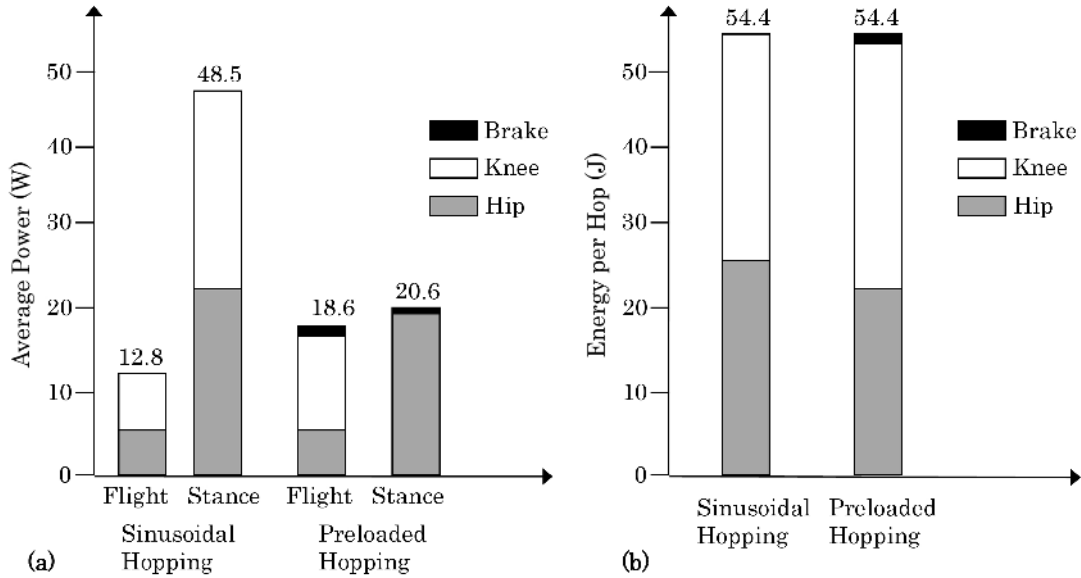 Average Power (W)
50
40
30
20
10
0
48.5
12.8
18.6
20.6
Brake
Knee
Hip
Flight Stance Flight Stance
Sinusoidal Hopping
Preloaded Hopping
(a)
Energy per Hop (J)
50
40
30
20
10
0
54.4
54.4
Brake
Knee
Hip
Sinusoidal Hopping
Preloaded Hopping
(b)